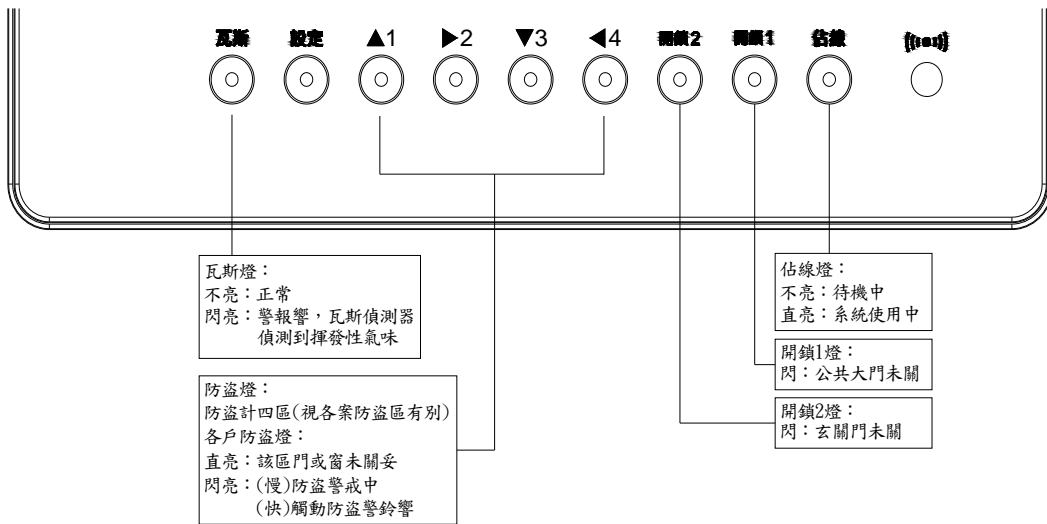 瓦斯 設定 ▲1 ▶2 ▼3 ◀4 開鎖2 開鎖1 佔線
瓦斯燈：
不亮：正常
閃亮：警報響，瓦斯偵測器
偵測到揮發性氣味
防盜燈：
防盜計四區(視各案防盜區有別)
各戶防盜燈：
直亮：該區門或窗未關妥
閃亮：(慢)防盜警戒中
(快)觸動防盜警鈴響
佔線燈：
不亮：待機中
直亮：系統使用中
開鎖1燈：
閃：公共大門未關
開鎖2燈：
閃：玄關門未關